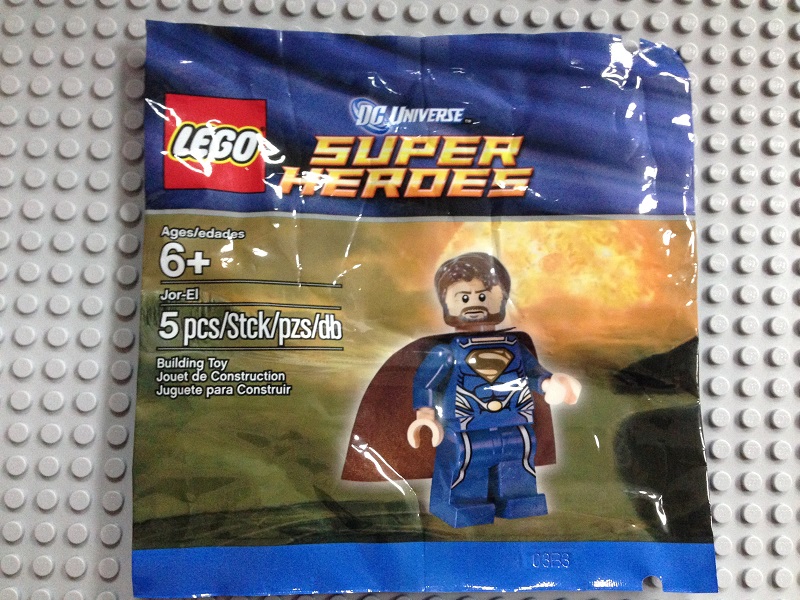 LEGO
DC UNIVERSE™
SUPER
HEROES
Ages/edades
6+
Jor-El
5 pcs/Stck/pzs/db
Building Toy
Jouet de Construction
Juguete para Construir